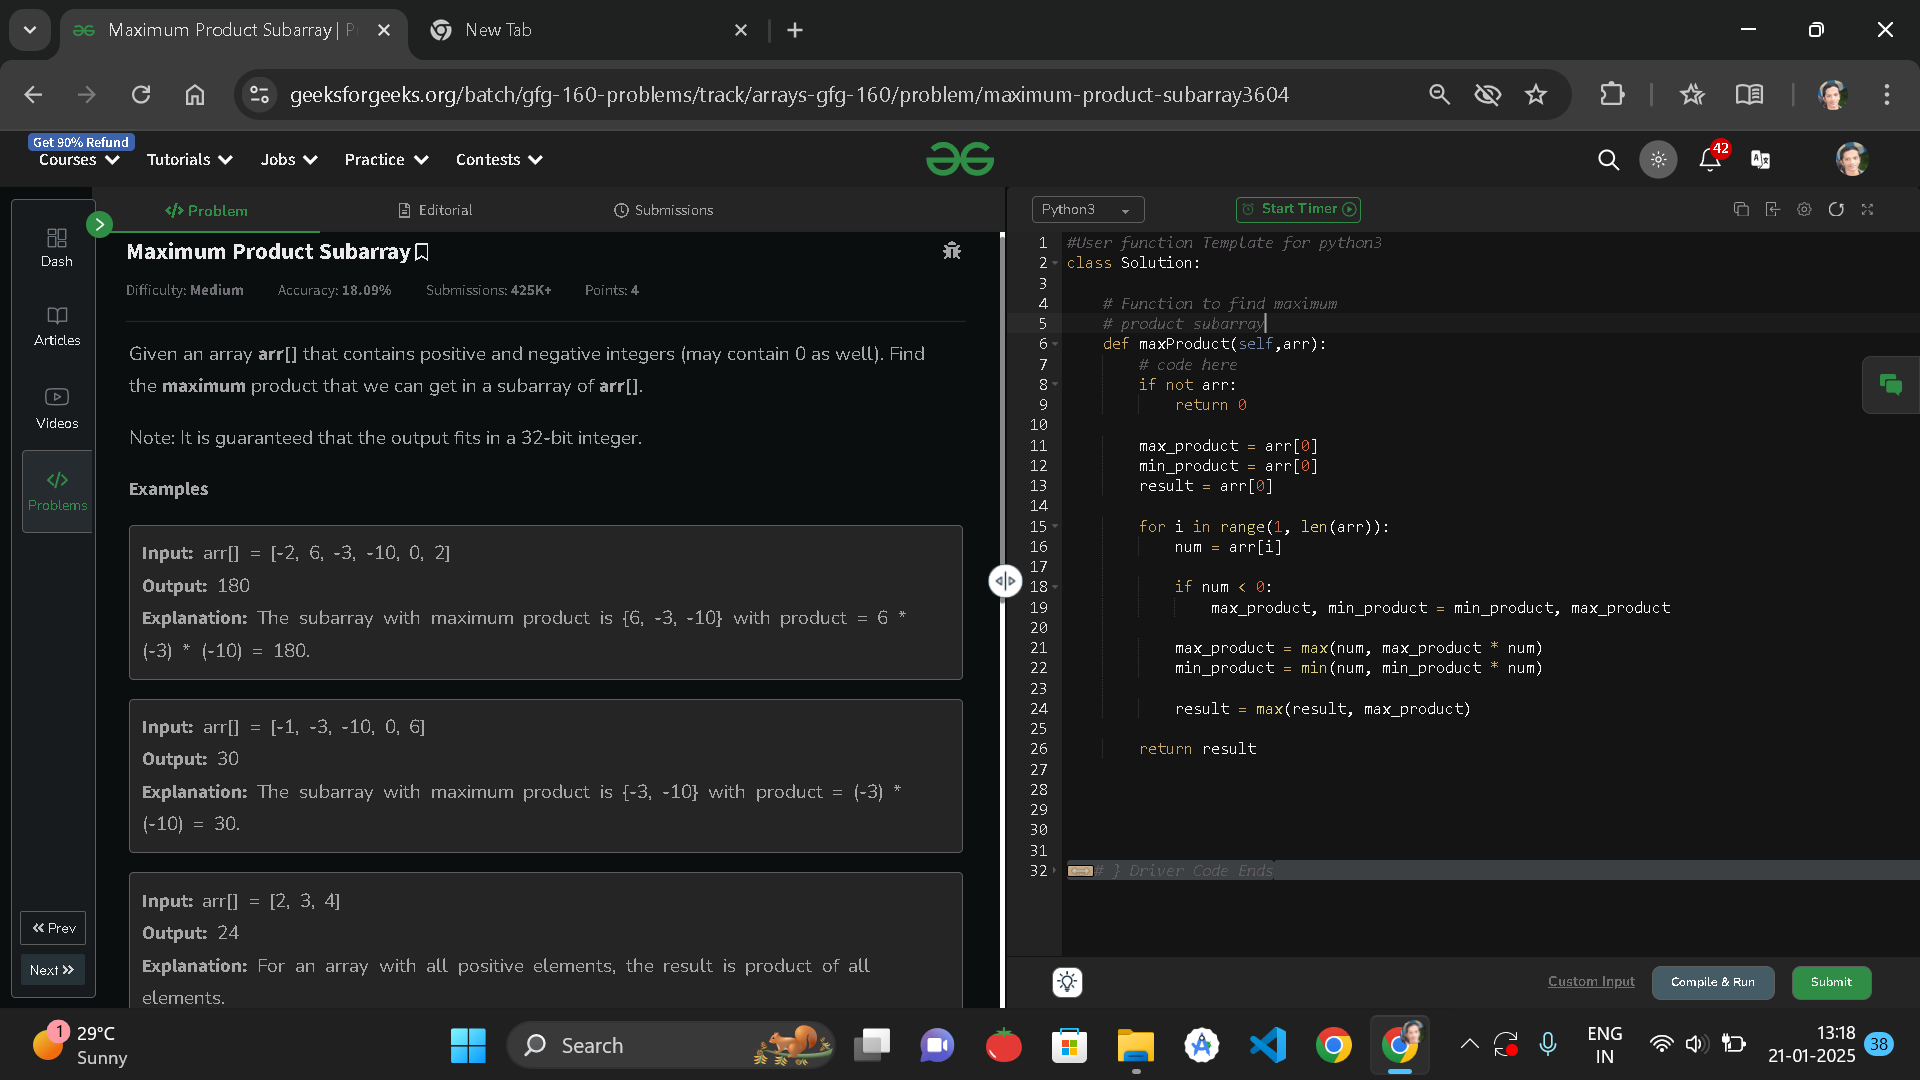 Maximum Product Subarray | P
New Tab
geeksforgeeks.org/batch/gfg-160-problems/track/arrays-gfg-160/problem/maximum-product-subarray3604
Get 90% Refund
Courses
Tutorials
Jobs
Practice
Contests
42
Dash
Articles
Videos
Problems
Prev
Next
Problem
Editorial
Submissions
Maximum Product Subarray
Difficulty: Medium Accuracy: 18.09% Submissions: 425K+ Points: 4
Given an array arr[] that contains positive and negative integers (may contain 0 as well). Find
the maximum product that we can get in a subarray of arr[].
Note: It is guaranteed that the output fits in a 32-bit integer.
Examples
Input: arr[] = [-2, 6, -3, -10, 0, 2]
Output: 180
Explanation: The subarray with maximum product is {6, -3, -10} with product = 6 *
(-3) * (-10) = 180.
Input: arr[] = [-1, -3, -10, 0, 6]
Output: 30
Explanation: The subarray with maximum product is {-3, -10} with product = (-3) *
(-10) = 30.
Input: arr[] = [2, 3, 4]
Output: 24
Explanation: For an array with all positive elements, the result is product of all
elements.
Python3
Start Timer
1 #User function Template for python3
2 class Solution:
3
4 # Function to find maximum
5 # product subarray
6 def maxProduct(self,arr):
7 # code here
8 if not arr:
9 return 0
10
11 max_product = arr[0]
12 min_product = arr[0]
13 result = arr[0]
14
15 for i in range(1, len(arr)):
16 num = arr[i]
17
18 if num < 0:
19 max_product, min_product = min_product, max_product
20
21 max_product = max(num, max_product * num)
22 min_product = min(num, min_product * num)
23
24 result = max(result, max_product)
25
26 return result
27
28
29
30
31
32 # } Driver Code Ends
Custom Input
Compile & Run
Submit
1
29°C
Sunny
Search
ENG
IN
13:18
21-01-2025
38